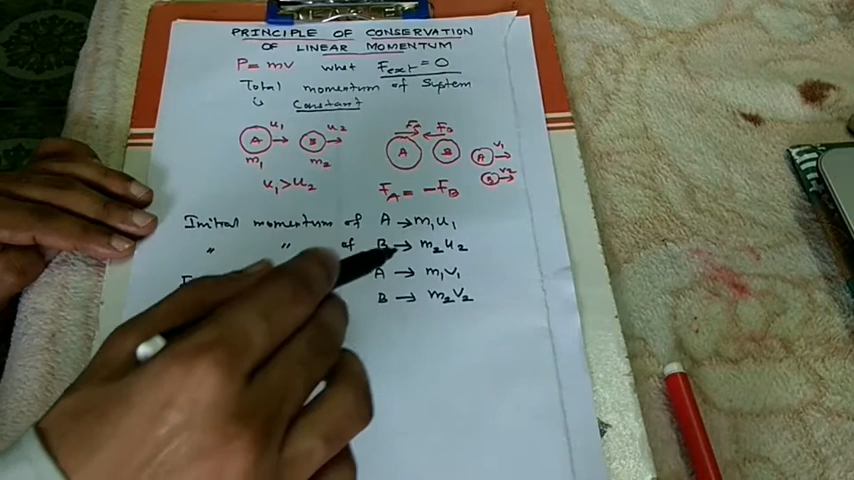 PRINCIPLE OF CONSERVATION
OF LINEAR MOMENTUM
P = mv when Fext = 0
Total momentum of System
is Constant
A u1 B u2
m1 m2
u1 > u2
FA FB
A B
A v1
B v2
FA = - FB
Initial momentum of A → m1u1
" " of B → m2u2
A → m1v1
B → m2v2